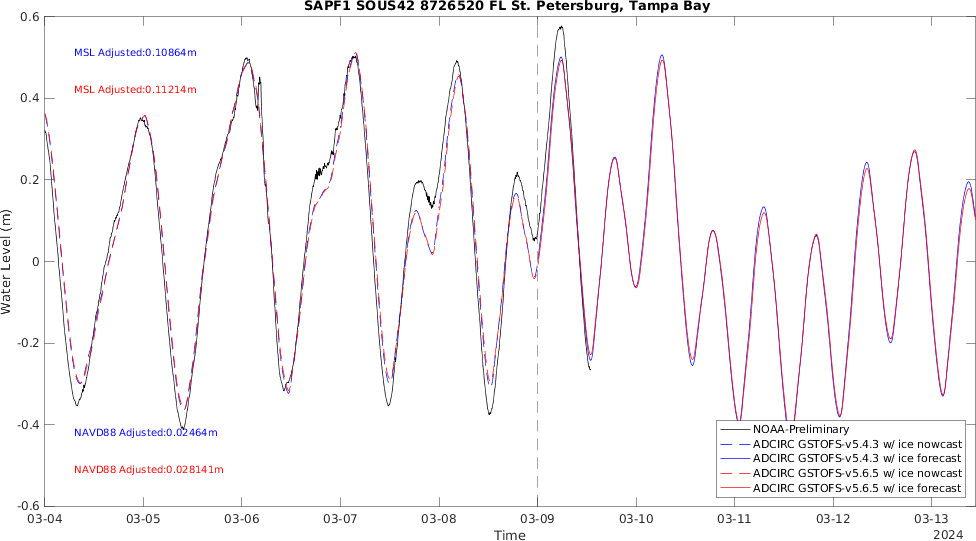 SAPF1 SOUS42 8726520 FL St. Petersburg, Tampa Bay
0.6
MSL Adjusted:0.10864m
MSL Adjusted:0.11214m
0.4
0.2
Water Level (m)
0
-0.2
-0.4
NAVD88 Adjusted:0.02464m
NAVD88 Adjusted:0.028141m
-0.6
NOAA-Preliminary
ADCIRC GSTOFS-v5.4.3 w/ ice nowcast
ADCIRC GSTOFS-v5.4.3 w/ ice forecast
ADCIRC GSTOFS-v5.6.5 w/ ice nowcast
ADCIRC GSTOFS-v5.6.5 w/ ice forecast
03-04 03-05 03-06 03-07 03-08 03-09 03-10 03-11 03-12 03-13
Time
2024